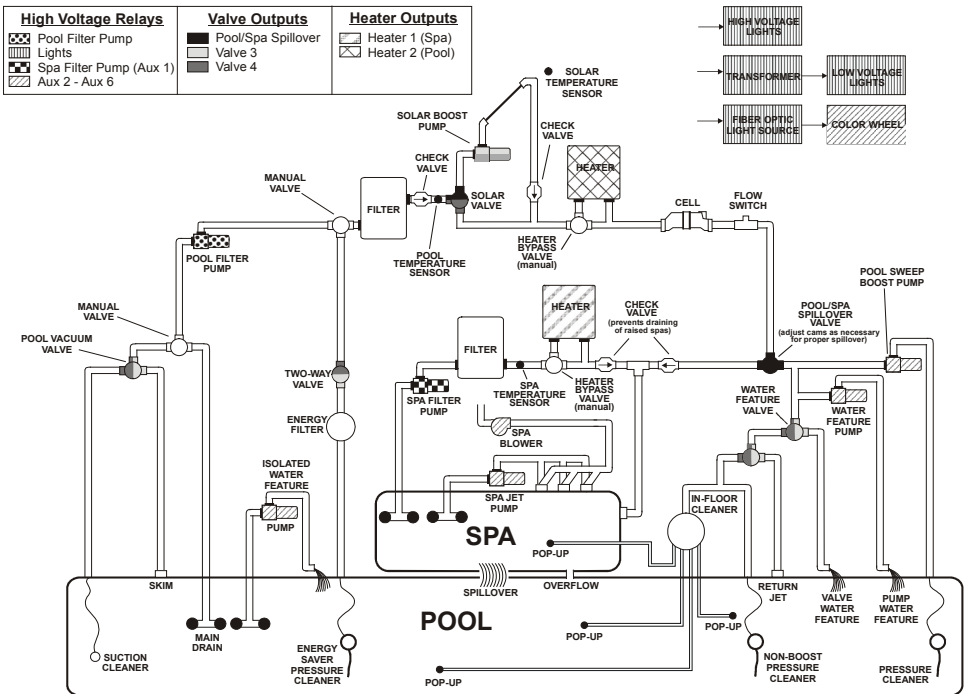 High Voltage Relays
Pool Filter Pump
Lights
Spa Filter Pump (Aux 1)
Aux 2 - Aux 6
Valve Outputs
Pool/Spa Spillover
Valve 3
Valve 4
Heater Outputs
Heater 1 (Spa)
Heater 2 (Pool)
HIGH VOLTAGE
LIGHTS
TRANSFORMER
LOW VOLTAGE
LIGHTS
FIBER OPTIC
LIGHT SOURCE
COLOR WHEEL
SOLAR
TEMPERATURE
SENSOR
SOLAR BOOST
PUMP
CHECK
VALVE
CHECK
VALVE
HEATER
MANUAL
VALVE
FILTER
SOLAR
VALVE
CELL
FLOW
SWITCH
POOL FILTER
PUMP
POOL
TEMPERATURE
SENSOR
HEATER
BYPASS
VALVE
(manual)
POOL SWEEP
BOOST PUMP
MANUAL
VALVE
POOL VACUUM
VALVE
HEATER
CHECK
VALVE
(prevents draining
of raised spas)
POOL/SPA
SPILLOVER
VALVE
(adjust cams as necessary
for proper spillover)
FILTER
TWO-WAY
VALVE
SPA FILTER
PUMP
SPA
TEMPERATURE
SENSOR
HEATER
BYPASS
VALVE
(manual)
WATER
FEATURE
VALVE
WATER
FEATURE
PUMP
ENERGY
FILTER
SPA
BLOWER
ISOLATED
WATER
FEATURE
PUMP
SPA JET
PUMP
IN-FLOOR
CLEANER
SPA
POP-UP
SKIM
SPILLOVER
OVERFLOW
RETURN
JET
VALVE
WATER
FEATURE
PUMP
WATER
FEATURE
POOL
MAIN
DRAIN
SUCTION
CLEANER
ENERGY
SAVER
PRESSURE
CLEANER
POP-UP
POP-UP
POP-UP
NON-BOOST
PRESSURE
CLEANER
PRESSURE
CLEANER